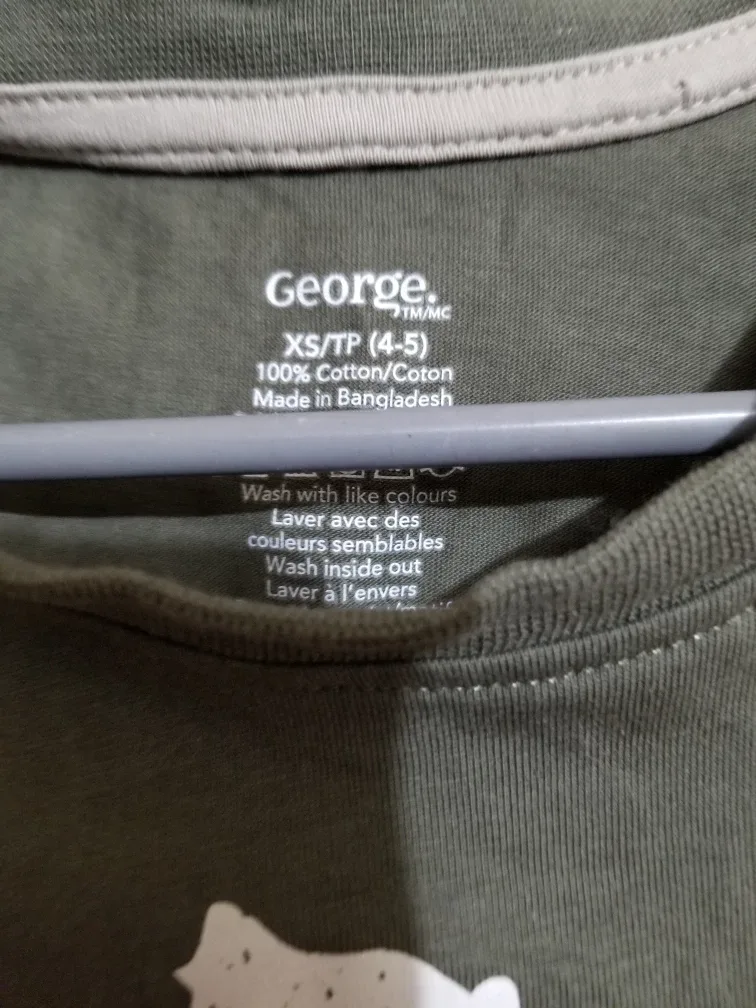 George.
TM/MC
XS/TP (4-5)
100% Cotton/Coton
Made in Bangladesh
Wash with like colours
Laver avec des
couleurs semblables
Wash inside out
Laver à l'envers